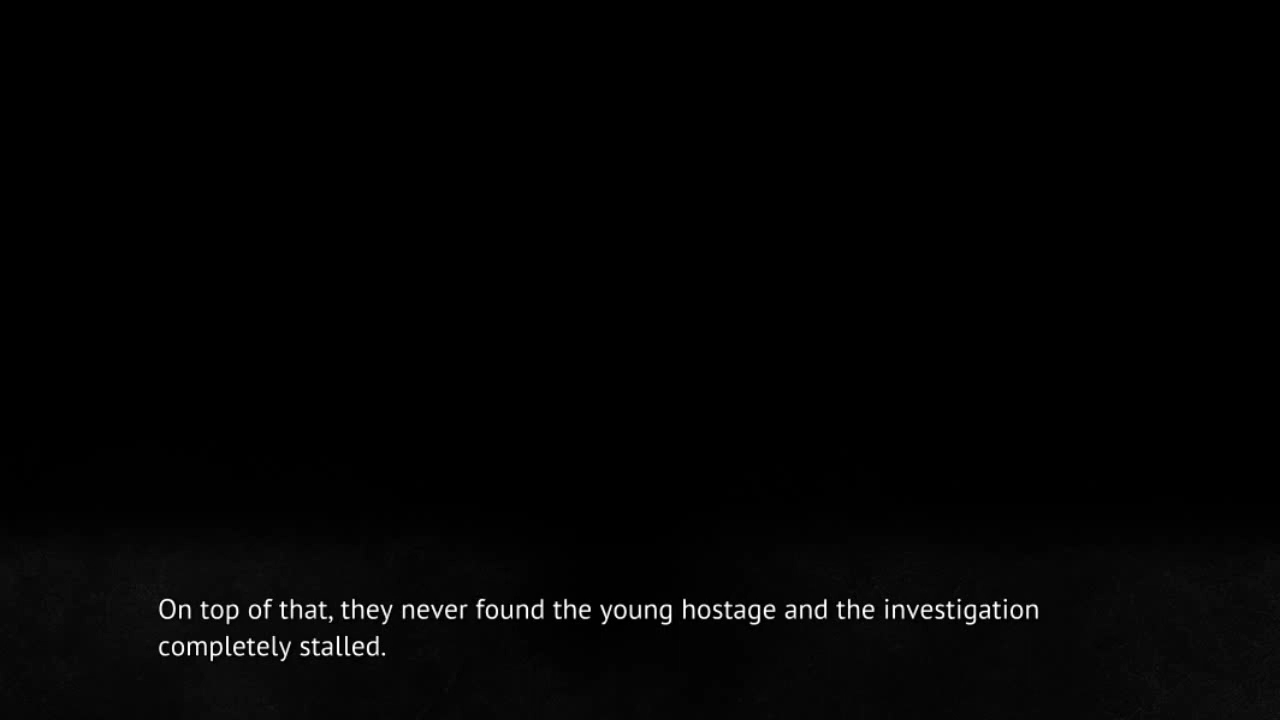 On top of that, they never found the young hostage and the investigation
completely stalled.